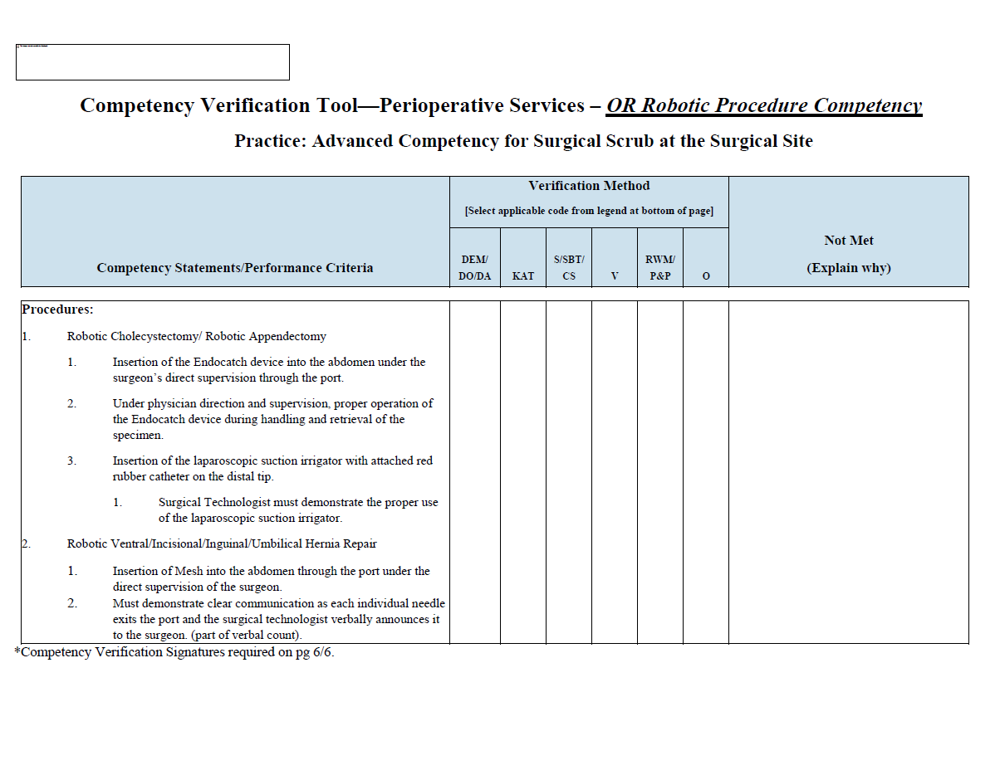 Competency Verification Tool—Perioperative Services – OR Robotic Procedure Competency
Practice: Advanced Competency for Surgical Scrub at the Surgical Site
Competency Statements/Performance Criteria
Verification Method
[Select applicable code from legend at bottom of page]
DEM/
DO/DA
KAT
S/SBT/
CS
V
RWM/
P&P
O
Not Met
(Explain why)
Procedures:
1. Robotic Cholecystectomy/ Robotic Appendectomy
1. Insertion of the Endocatch device into the abdomen under the
surgeon’s direct supervision through the port.
2. Under physician direction and supervision, proper operation of
the Endocatch device during handling and retrieval of the
specimen.
3. Insertion of the laparoscopic suction irrigator with attached red
rubber catheter on the distal tip.
1. Surgical Technologist must demonstrate the proper use
of the laparoscopic suction irrigator.
2. Robotic Ventral/Incisional/Inguinal/Umbilical Hernia Repair
1. Insertion of Mesh into the abdomen through the port under the
direct supervision of the surgeon.
2. Must demonstrate clear communication as each individual needle
exits the port and the surgical technologist verbally announces it
to the surgeon. (part of verbal count).
*Competency Verification Signatures required on pg 6/6.